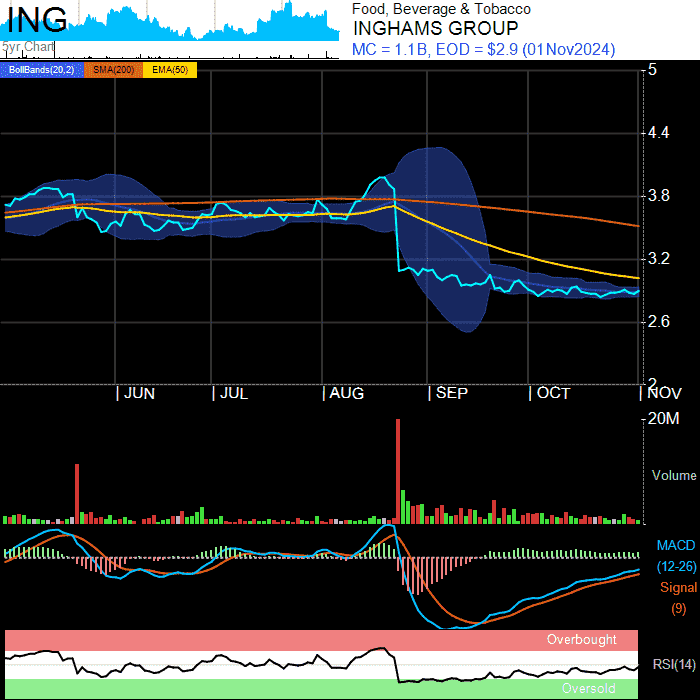 ING
5yr Chart
Food, Beverage & Tobacco
INGHAMS GROUP
MC = 1.1B, EOD = $2.9 (01Nov2024)
BollBands(20,2) SMA(200) EMA(50)
5
4.4
3.8
3.2
2.6
2
JUN JUL AUG SEP OCT NOV
20M
Volume
MACD
(12-26)
Signal
(9)
Overbought
RSI(14)
Oversold